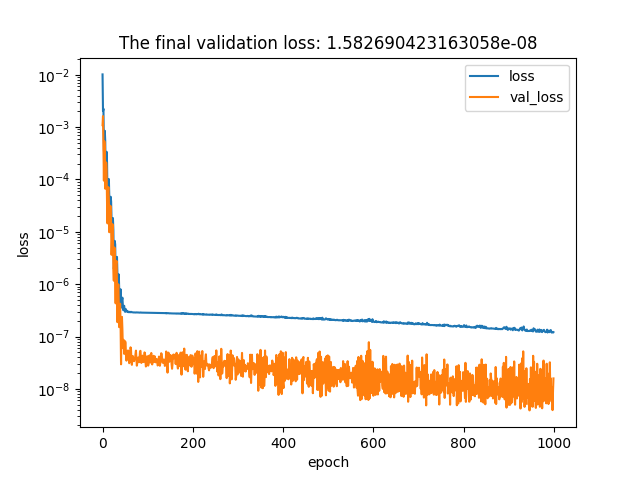 The final validation loss: 1.582690423163058e-08
loss
val_loss
10⁻²
10⁻³
10⁻⁴
10⁻⁵
10⁻⁶
10⁻⁷
10⁻⁸
loss
0 200 400 600 800 1000
epoch